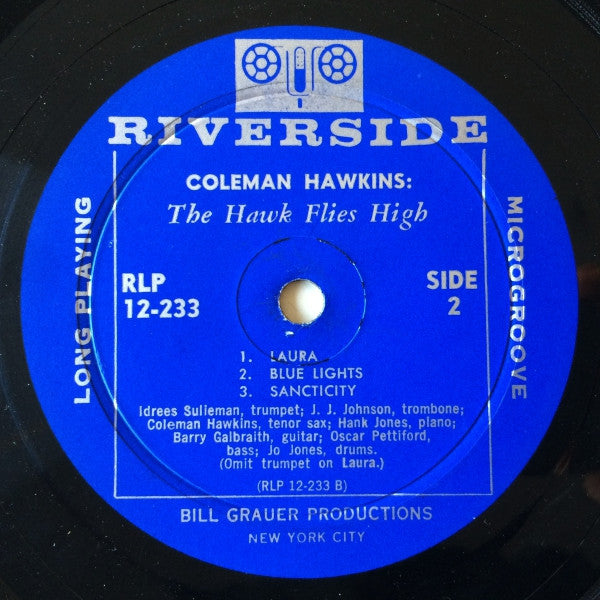 RIVERSIDE
COLEMAN HAWKINS:
The Hawk Flies High
LONG PLAYING
MICROGROOVE
RLP
12-233
SIDE
2
1. LAURA
2. BLUE LIGHTS
3. SANCTICITY
Idrees Sulieman, trumpet; J. J. Johnson, trombone;
Coleman Hawkins, tenor sax; Hank Jones, piano;
Barry Galbraith, guitar; Oscar Pettiford,
bass; Jo Jones, drums.
(Omit trumpet on Laura.)
(RLP 12-233 B)
BILL GRAUER PRODUCTIONS
NEW YORK CITY